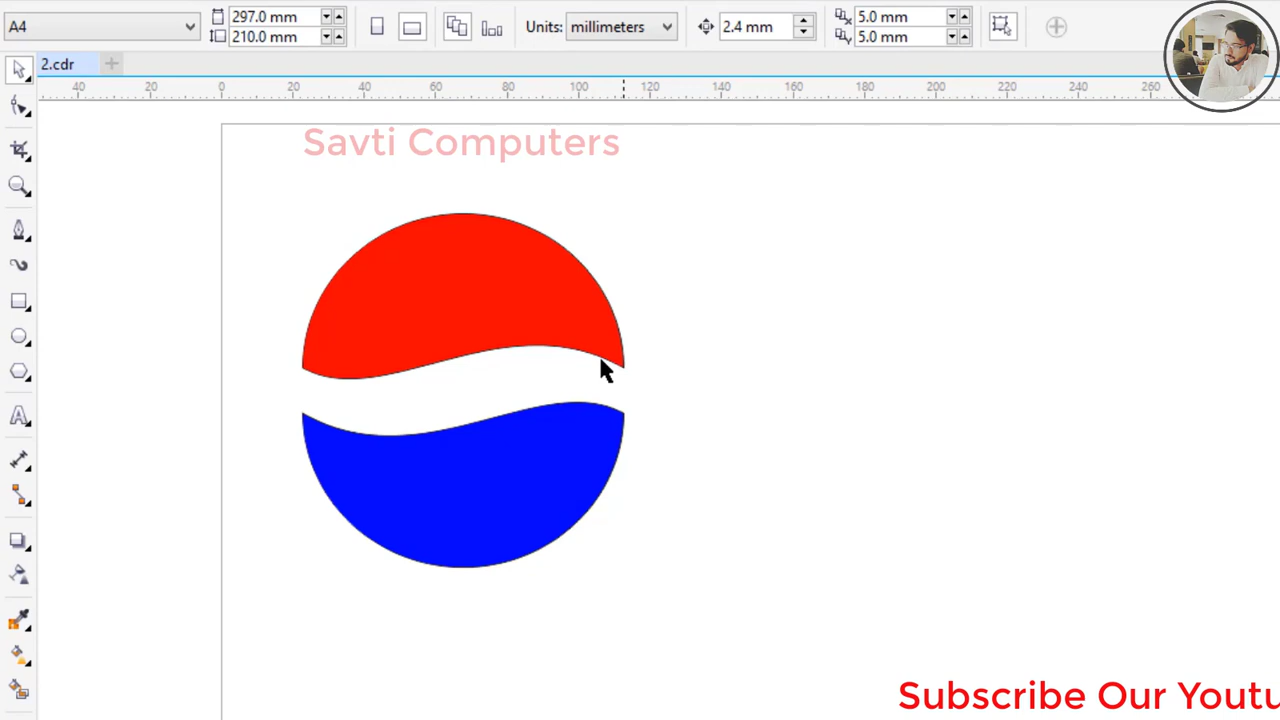 A4
297.0 mm
210.0 mm
Units: millimeters
2.4 mm
5.0 mm
5.0 mm
2.cdr
40 20 0 20 40 60 80 100 120 140 160 180 200 220 240 260
Savti Computers
Subscribe Our Youtu